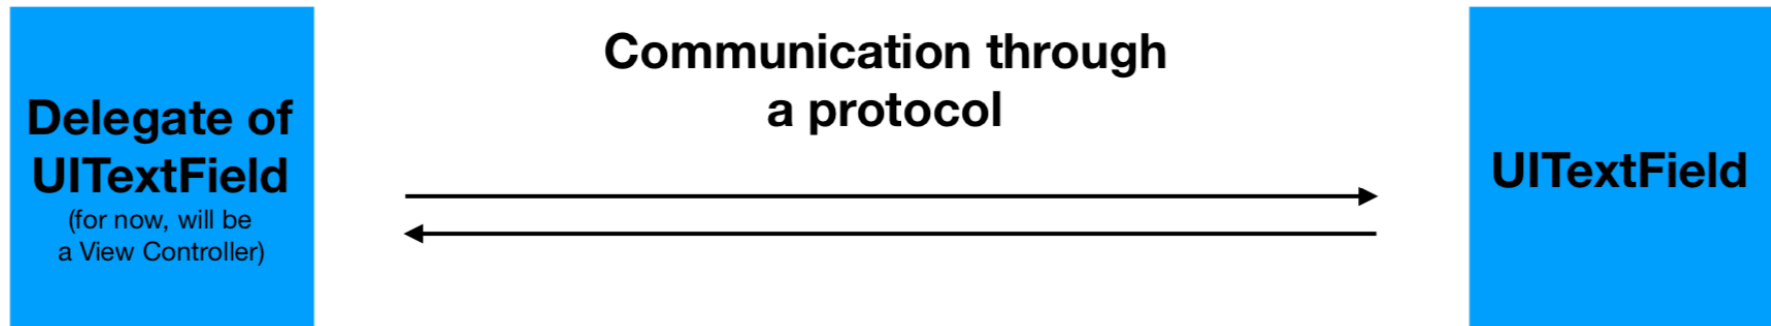 Delegate of
UITextField
(for now, will be
a View Controller)
Communication through
a protocol
UITextField